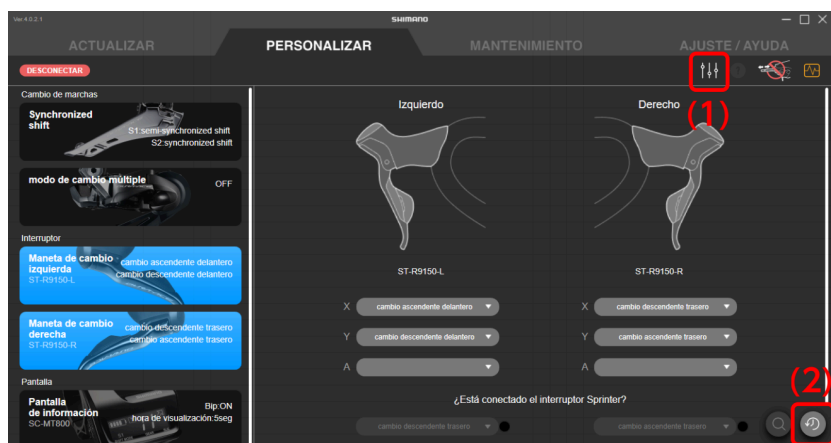 Ver.4.0.2.1
SHIMANO
ACTUALIZAR
PERSONALIZAR
MANTENIMIENTO
AJUSTE / AYUDA
DESCONECTAR
(1)
Cambio de marchas
Synchronized
shift
S1:semi-synchronized shift
S2:synchronized shift
modo de cambio múltiple
OFF
Interruptor
Maneta de cambio
izquierda
ST-R9150-L
cambio ascendente delantero
cambio descendente delantero
Maneta de cambio
derecha
ST-R9150-R
cambio descendente trasero
cambio ascendente trasero
Pantalla
Pantalla
de información
SC-MT800
Bip:ON
hora de visualización:5seg
Izquierdo
Derecho
ST-R9150-L
ST-R9150-R
X cambio ascendente delantero
X cambio descendente trasero
Y cambio descendente delantero
Y cambio ascendente trasero
A
A
¿Está conectado el interruptor Sprinter?
cambio descendente trasero
cambio ascendente trasero
(2)